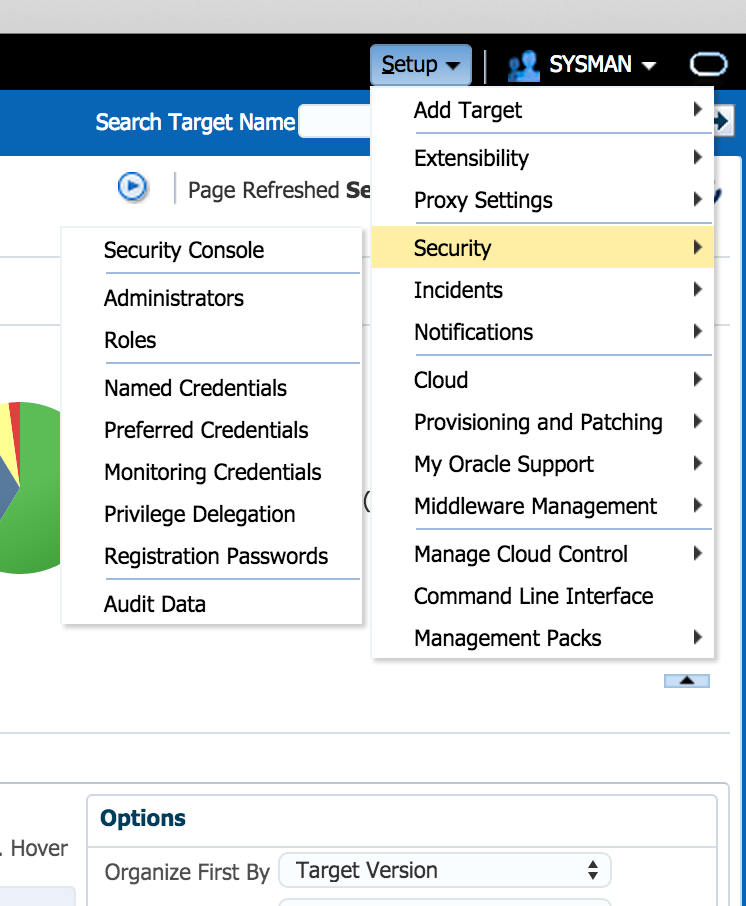 Setup
SYSMAN
Search Target Name
Page Refreshed Se
Add Target
Extensibility
Proxy Settings
Security
Incidents
Notifications
Cloud
Provisioning and Patching
My Oracle Support
Middleware Management
Manage Cloud Control
Command Line Interface
Management Packs
Security Console
Administrators
Roles
Named Credentials
Preferred Credentials
Monitoring Credentials
Privilege Delegation
Registration Passwords
Audit Data
(
. Hover
Options
Organize First By
Target Version